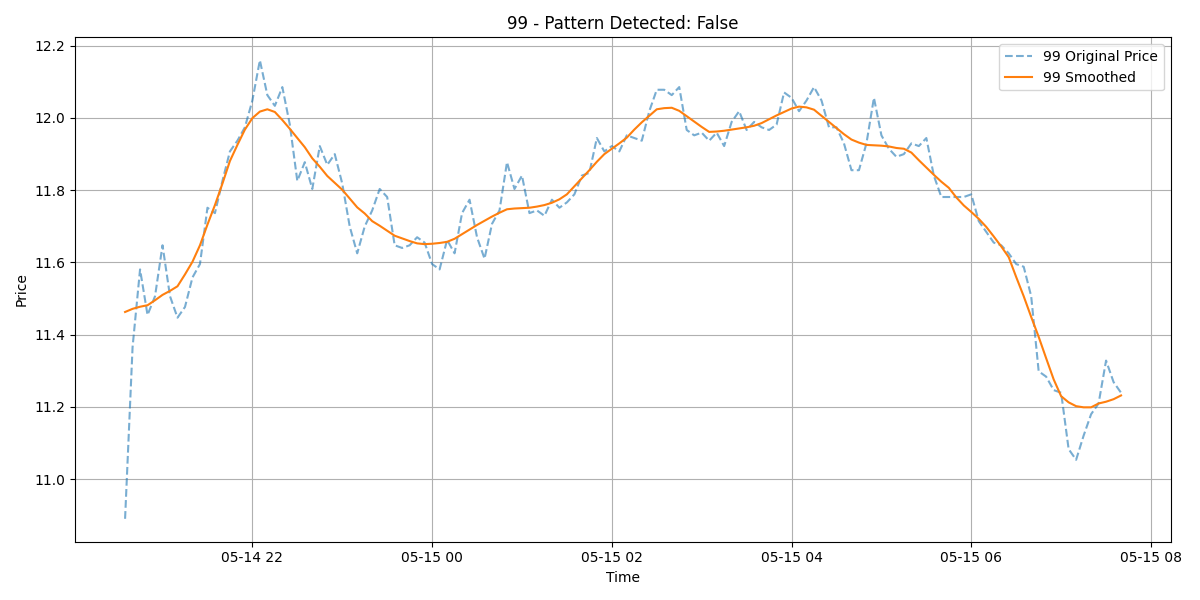 99 - Pattern Detected: False
99 Original Price
99 Smoothed
Price
12.2
12.0
11.8
11.6
11.4
11.2
11.0
05-14 22
05-15 00
05-15 02
05-15 04
05-15 06
05-15 08
Time